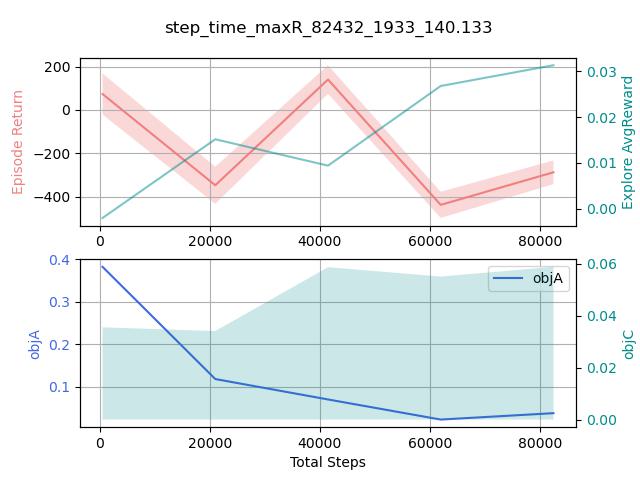 step_time_maxR_82432_1933_140.133
200
0
−200
−400
Episode Return
0.03
0.02
0.01
0.00
Explore AvgReward
0 20000 40000 60000 80000
0.4
0.3
0.2
0.1
objA
objA
0.06
0.04
0.02
0.00
objC
0 20000 40000 60000 80000
Total Steps